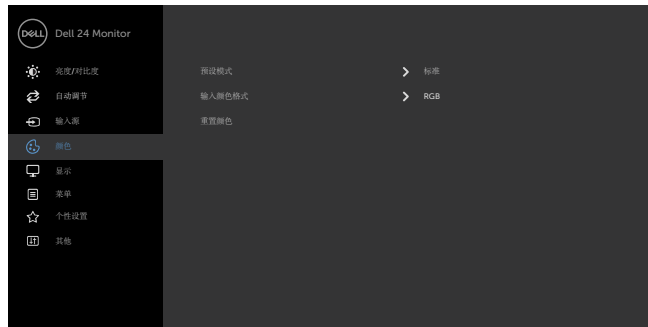 DELL Dell 24 Monitor
亮度/对比度
预设模式 标准
自动调节
输入颜色格式 RGB
输入源
重置颜色
颜色
显示
菜单
个性设置
其他